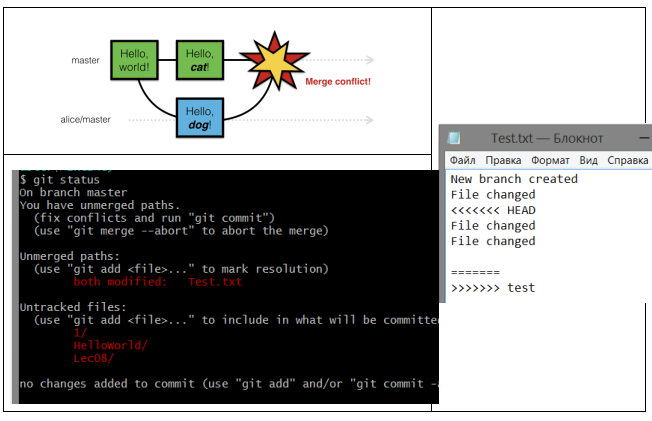 master
Hello,
world!
Hello,
cat!
Merge conflict!
alice/master
Hello,
dog!
$ git status
On branch master
You have unmerged paths.
(fix conflicts and run "git commit")
(use "git merge --abort" to abort the merge)
Unmerged paths:
(use "git add <file>..." to mark resolution)
both modified:   Test.txt
Untracked files:
(use "git add <file>..." to include in what will be committe
1/
HelloWorld/
Lec08/
no changes added to commit (use "git add" and/or "git commit -
Test.txt — Блокнот
Файл Правка Формат Вид Справка
New branch created
File changed
<<<<<<< HEAD
File changed
File changed
=======
>>>>>>> test